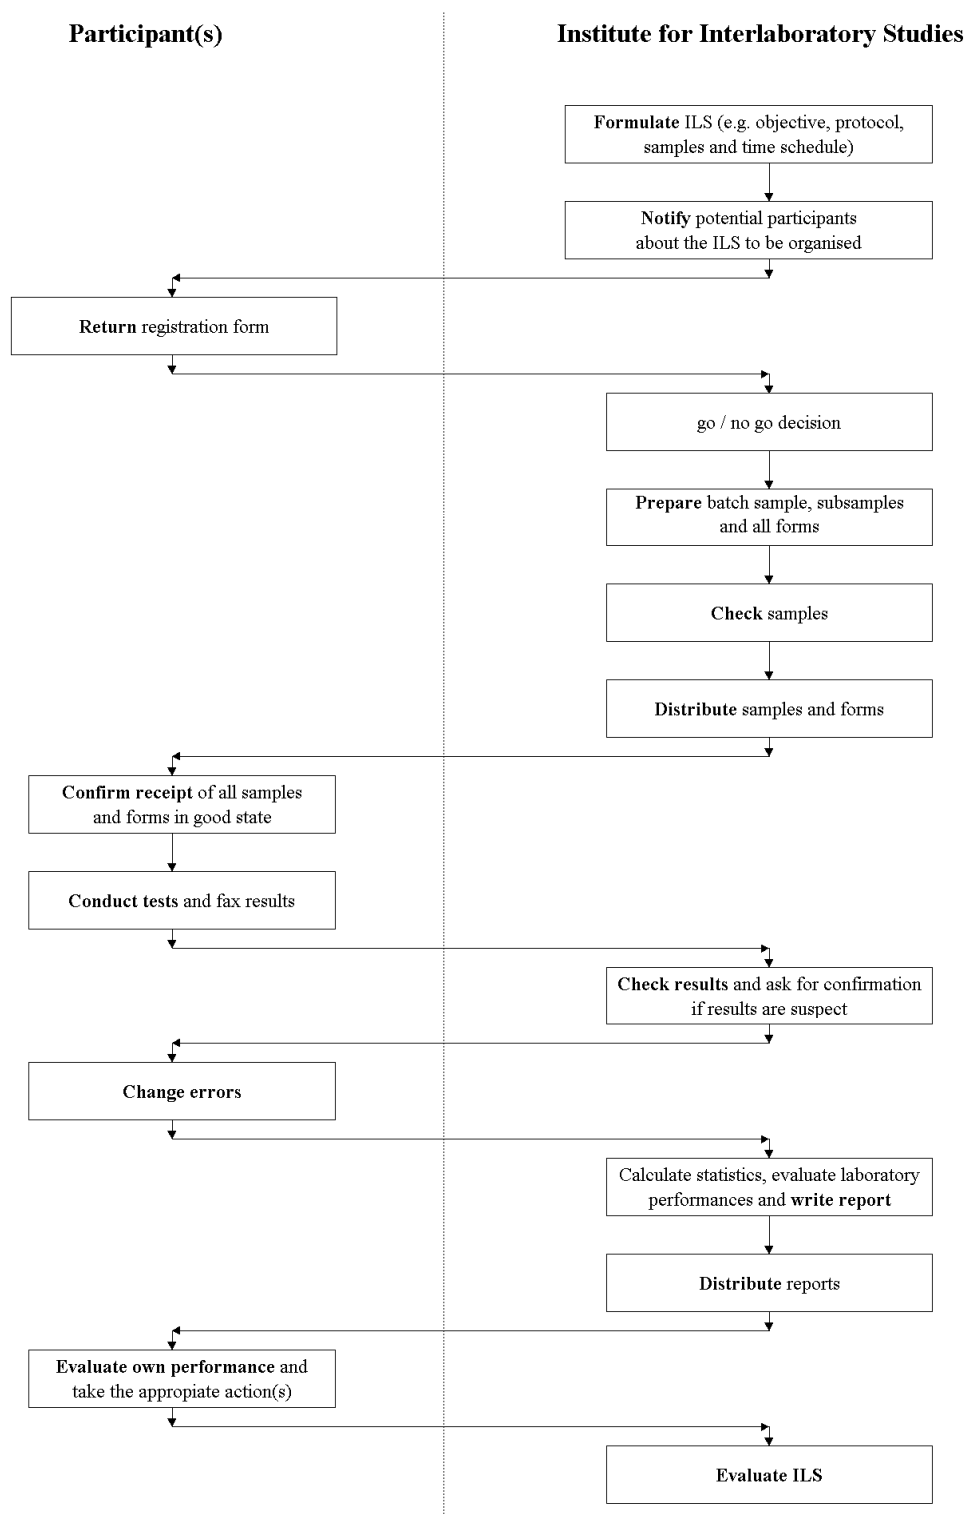 Participant(s)
Institute for Interlaboratory Studies
Formulate ILS (e.g. objective, protocol,
samples and time schedule)
Notify potential participants
about the ILS to be organised
Return registration form
go / no go decision
Prepare batch sample, subsamples
and all forms
Check samples
Distribute samples and forms
Confirm receipt of all samples
and forms in good state
Conduct tests and fax results
Check results and ask for confirmation
if results are suspect
Change errors
Calculate statistics, evaluate laboratory
performances and write report
Distribute reports
Evaluate own performance and
take the appropiate action(s)
Evaluate ILS